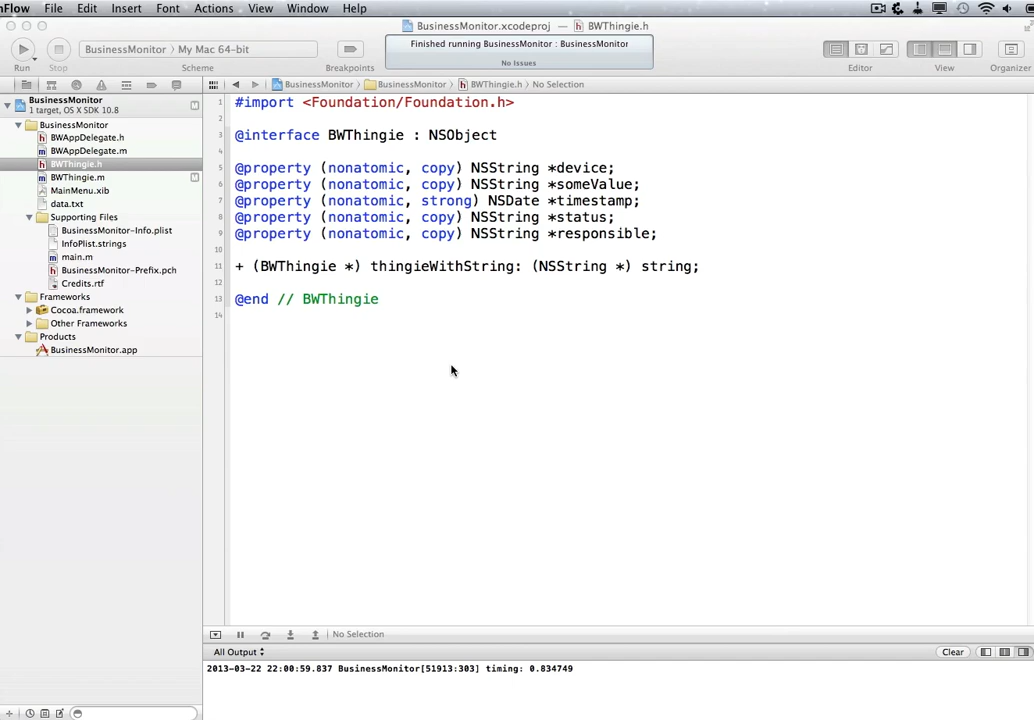 nFlow File Edit Insert Font Actions View Window Help
BusinessMonitor.xcodeproj — BWThingie.h
BusinessMonitor › My Mac 64-bit
Finished running BusinessMonitor : BusinessMonitor
No Issues
Run Stop Scheme Breakpoints Editor View Organizer
BusinessMonitor
1 target, OS X SDK 10.8
BusinessMonitor
BWAppDelegate.h
BWAppDelegate.m
BWThingie.h
BWThingie.m
MainMenu.xib
data.txt
Supporting Files
BusinessMonitor-Info.plist
InfoPlist.strings
main.m
BusinessMonitor-Prefix.pch
Credits.rtf
Frameworks
Cocoa.framework
Other Frameworks
Products
BusinessMonitor.app
BusinessMonitor › BusinessMonitor › BWThingie.h › No Selection
1 #import <Foundation/Foundation.h>
2
3 @interface BWThingie : NSObject
4
5 @property (nonatomic, copy) NSString *device;
6 @property (nonatomic, copy) NSString *someValue;
7 @property (nonatomic, strong) NSDate *timestamp;
8 @property (nonatomic, copy) NSString *status;
9 @property (nonatomic, copy) NSString *responsible;
10
11 + (BWThingie *) thingieWithString: (NSString *) string;
12
13 @end // BWThingie
14
No Selection
All Output Clear
2013-03-22 22:00:59.837 BusinessMonitor[51913:303] timing: 0.834749